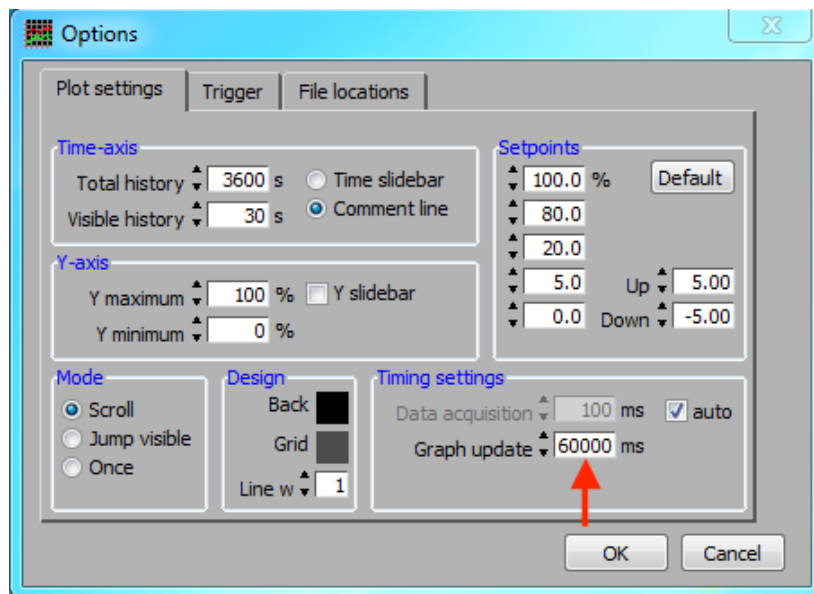 Options
Plot settings
Trigger
File locations
Time-axis
Total history 3600 s
Time slidebar
Visible history 30 s
Comment line
Y-axis
Y maximum 100 %
Y slidebar
Y minimum 0 %
Setpoints
100.0 %
Default
80.0
20.0
5.0
Up 5.00
0.0
Down -5.00
Mode
Scroll
Jump visible
Once
Design
Back
Grid
Line w 1
Timing settings
Data acquisition 100 ms
auto
Graph update 60000 ms
OK
Cancel